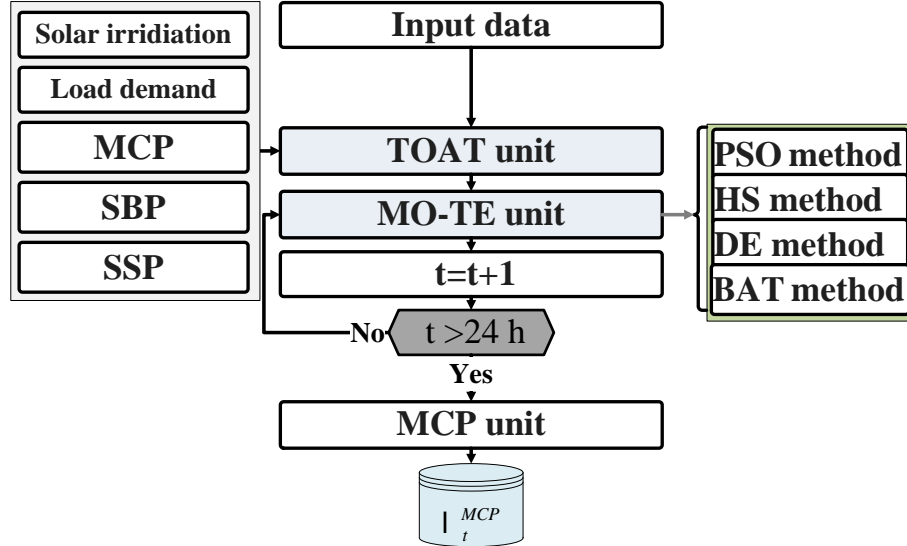 Solar irridiation
Load demand
MCP
SBP
SSP
Input data
TOAT unit
MO-TE unit
t=t+1
t >24 h
No
Yes
MCP unit
l MCP t
PSO method
HS method
DE method
BAT method